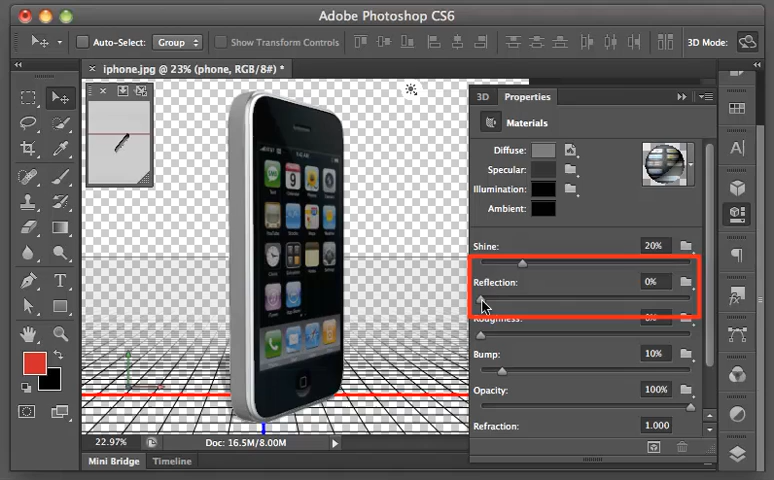 Adobe Photoshop CS6
Auto-Select: Group Show Transform Controls 3D Mode:
iphone.jpg @ 23% (phone, RGB/8#) *
3D Properties
Materials
Diffuse:
Specular:
Illumination:
Ambient:
Shine: 20%
Reflection: 0%
Roughness: 0%
Bump: 10%
Opacity: 100%
Refraction: 1.000
22.97% Doc: 16.5M/8.00M
Mini Bridge Timeline